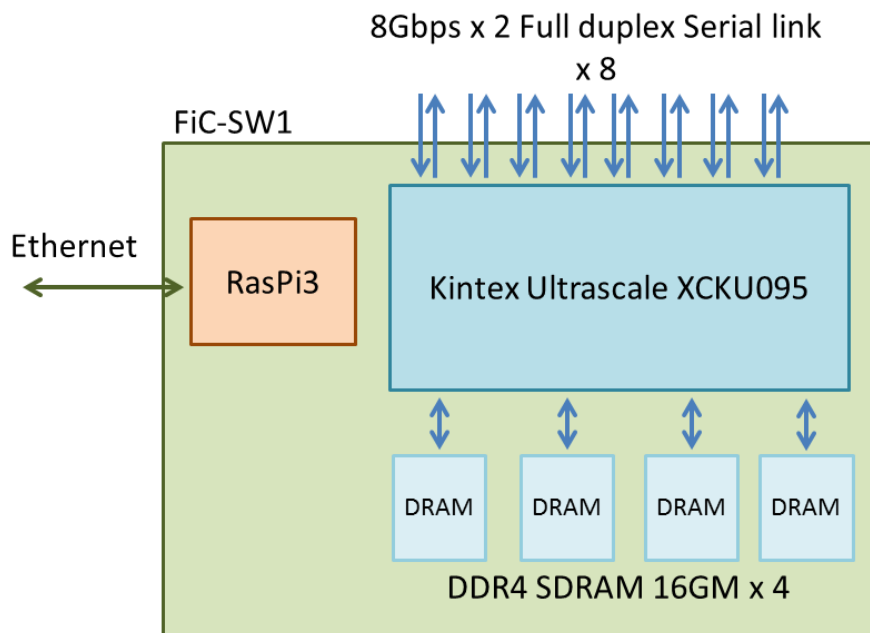 8Gbps x 2 Full duplex Serial link
x 8
FiC-SW1
Ethernet
RasPi3
Kintex Ultrascale XCKU095
DRAM
DRAM
DRAM
DRAM
DDR4 SDRAM 16GM x 4